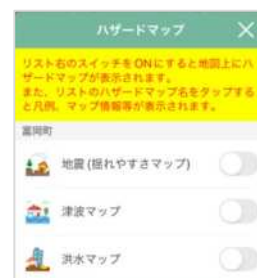 ハザードマップ ×
リスト右のスイッチをONにすると地図上にハ
ザードマップが表示されます。
また、リストのハザードマップ名をタップする
と凡例、マップ情報等が表示されます。
富岡町
地震(揺れやすさマップ)
津波マップ
洪水マップ